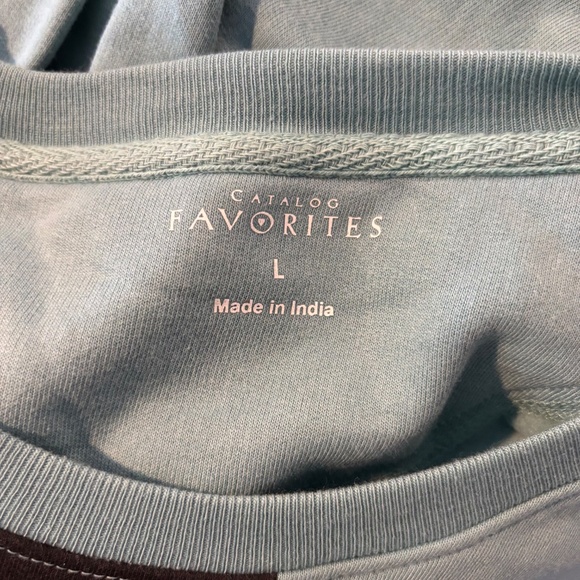 CATALOG
FAVORITES
L
Made in India